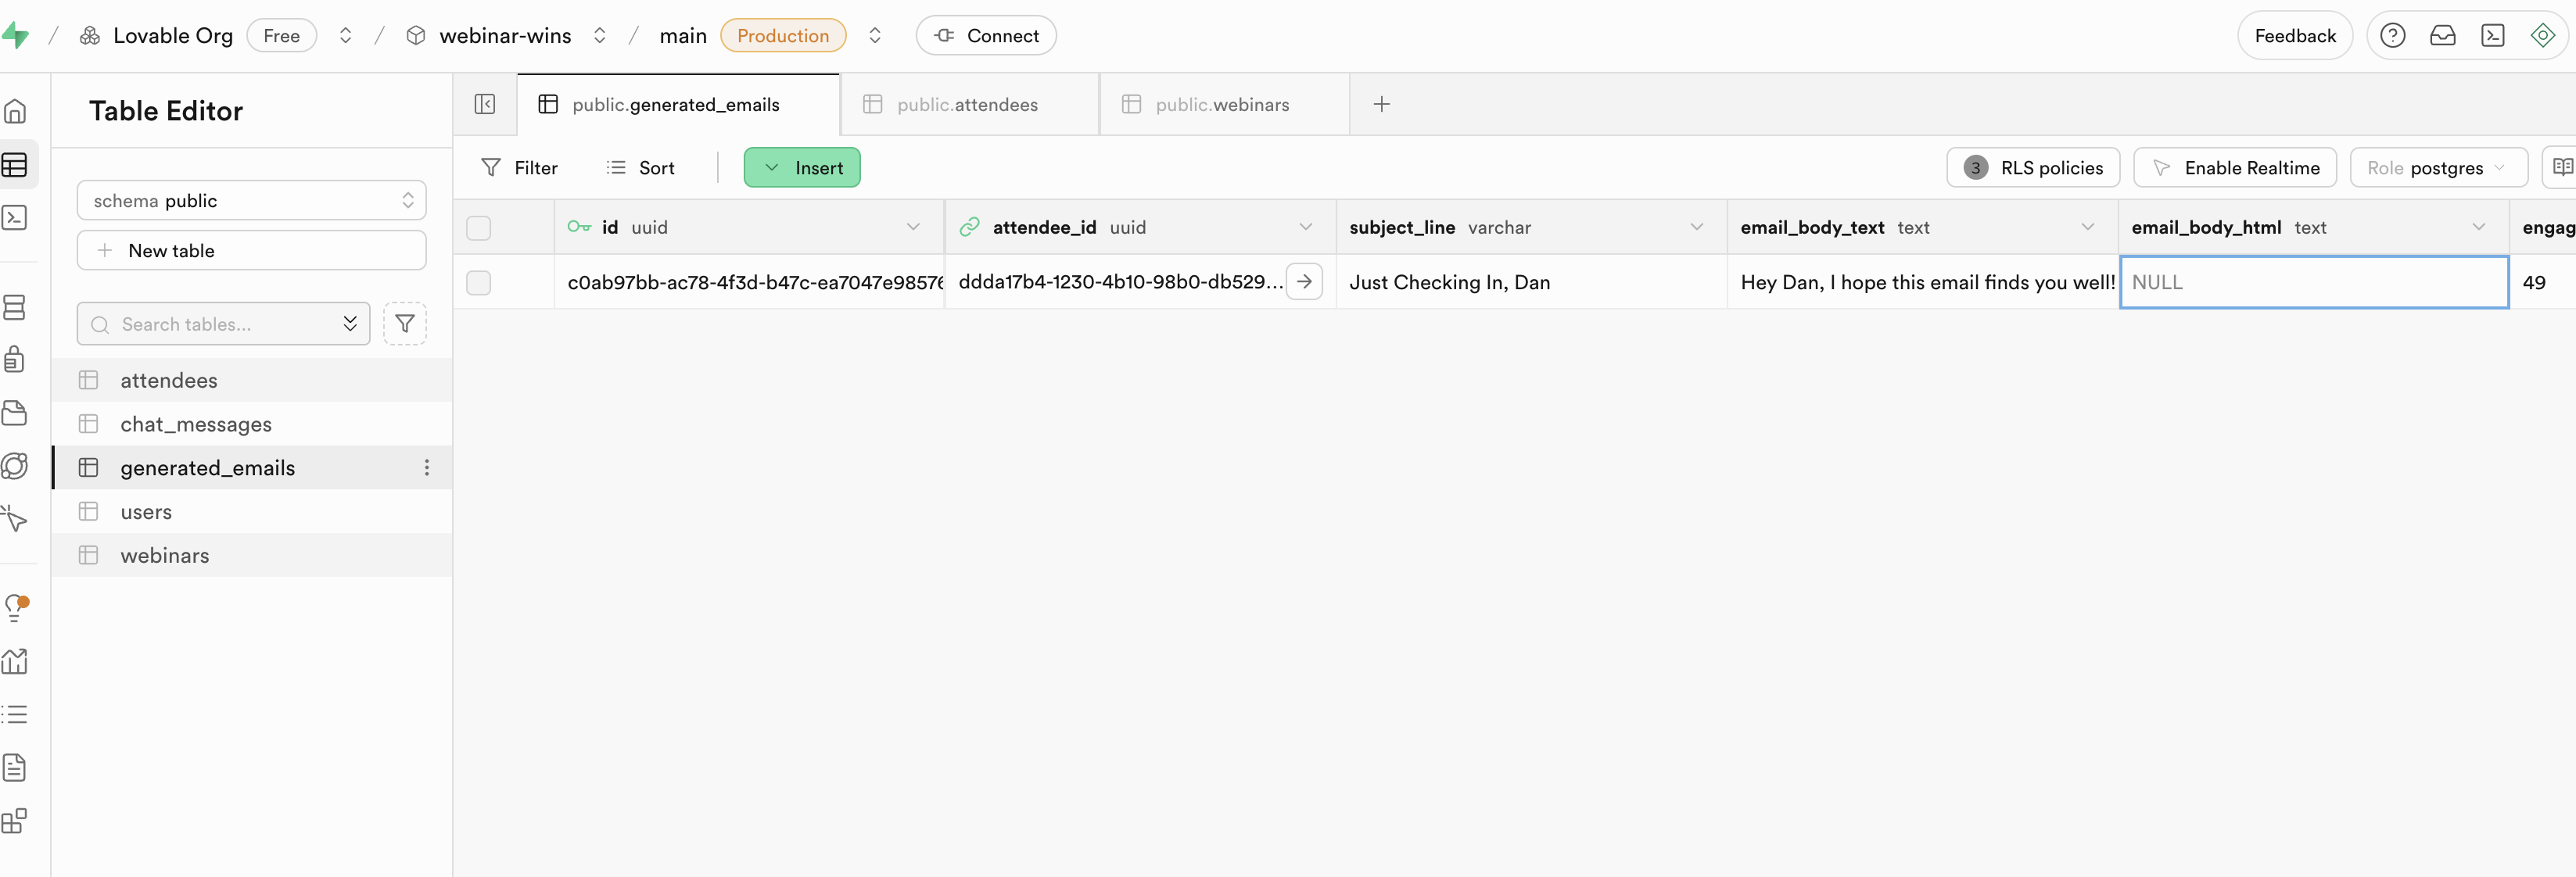 / Lovable Org Free / webinar-wins / main Production Connect Feedback
Table Editor
public.generated_emails public.attendees public.webinars
Filter Sort Insert 3 RLS policies Enable Realtime Role postgres
schema public
New table
Search tables...
attendees
chat_messages
generated_emails
users
webinars
id uuid attendee_id uuid subject_line varchar email_body_text text email_body_html text engag
c0ab97bb-ac78-4f3d-b47c-ea7047e98576 ddda17b4-1230-4b10-98b0-db529... Just Checking In, Dan Hey Dan, I hope this email finds you well! NULL 49